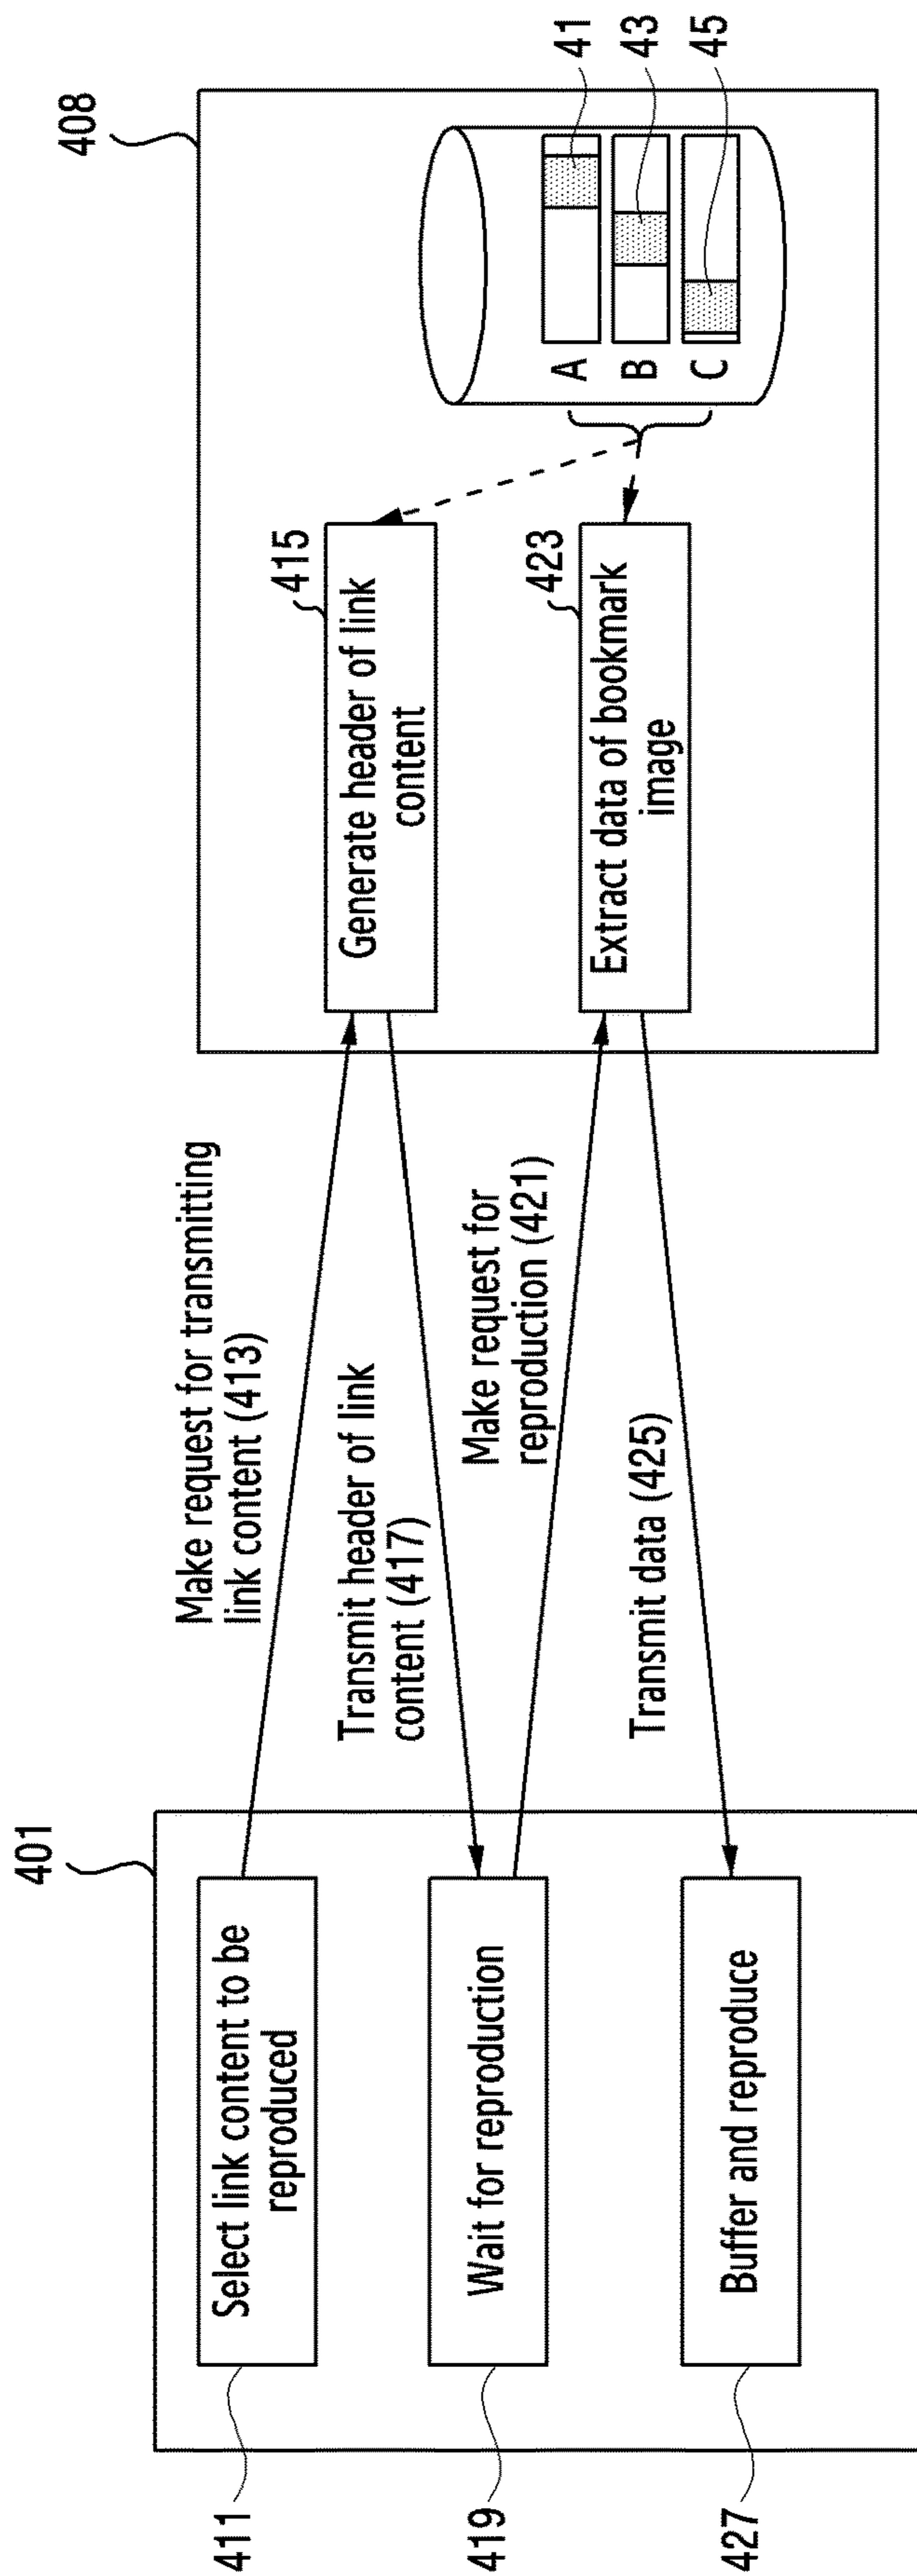 401
408
411
Select link content to be
reproduced
Make request for transmitting
link content (413)
415
Generate header of link
content
Transmit header of link
content (417)
419
Wait for reproduction
Make request for
reproduction (421)
423
Extract data of bookmark
image
Transmit data (425)
427
Buffer and reproduce
A
41
B
43
C
45